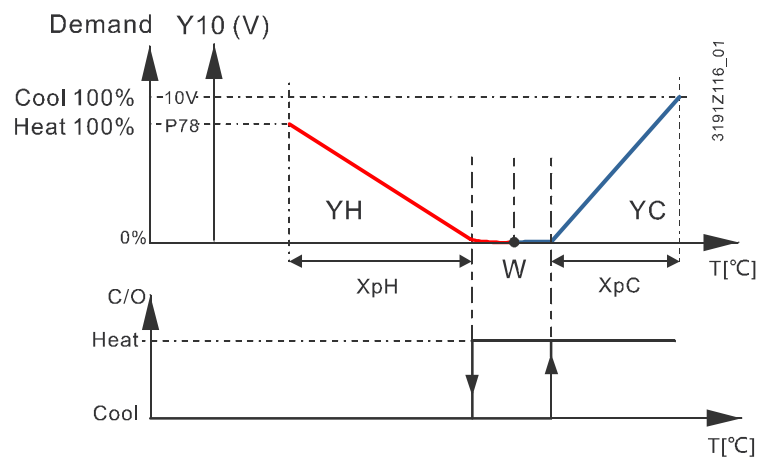 Demand Y10 (V)
Cool 100% 10V
Heat 100% P78
3191Z116_01
YH YC
0%
W
T[℃]
XpH XpC
C/O
Heat
Cool
T[℃]